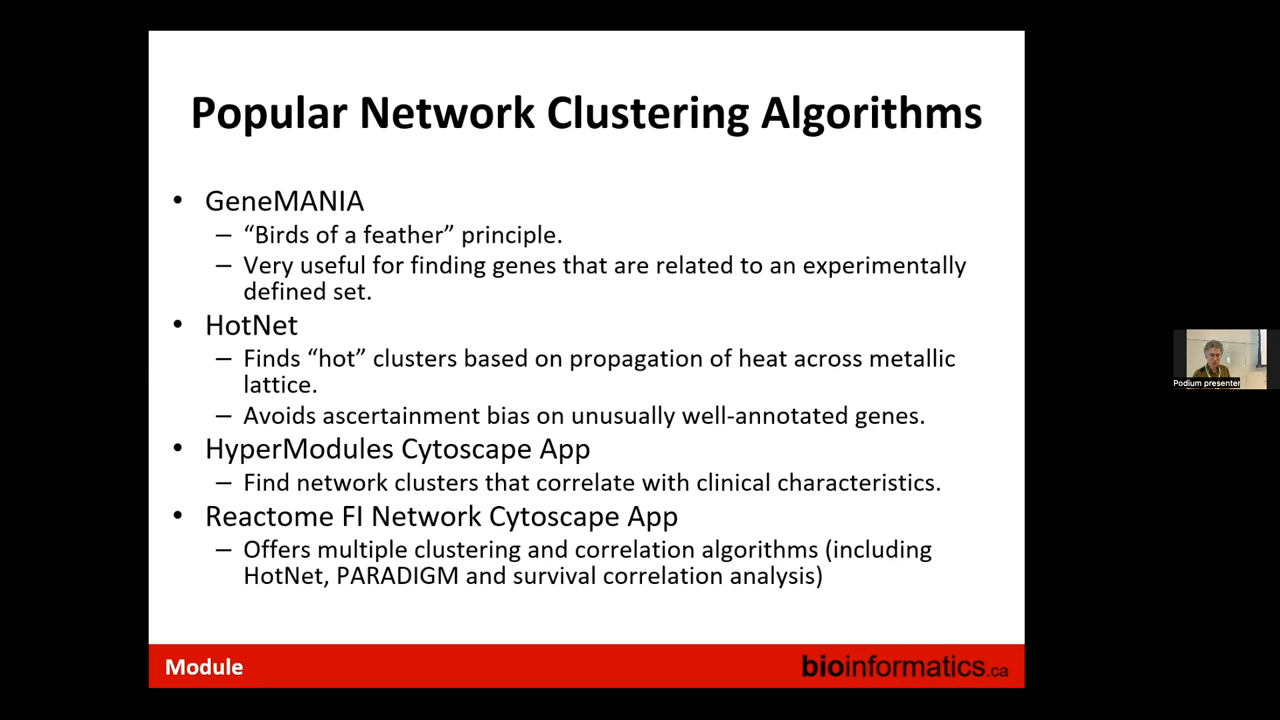 Popular Network Clustering Algorithms
• GeneMANIA
– “Birds of a feather” principle.
– Very useful for finding genes that are related to an experimentally
defined set.
• HotNet
– Finds “hot” clusters based on propagation of heat across metallic
lattice.
– Avoids ascertainment bias on unusually well-annotated genes.
• HyperModules Cytoscape App
– Find network clusters that correlate with clinical characteristics.
• Reactome FI Network Cytoscape App
– Offers multiple clustering and correlation algorithms (including
HotNet, PARADIGM and survival correlation analysis)
Module
bioinformatics.ca
Podium presenter